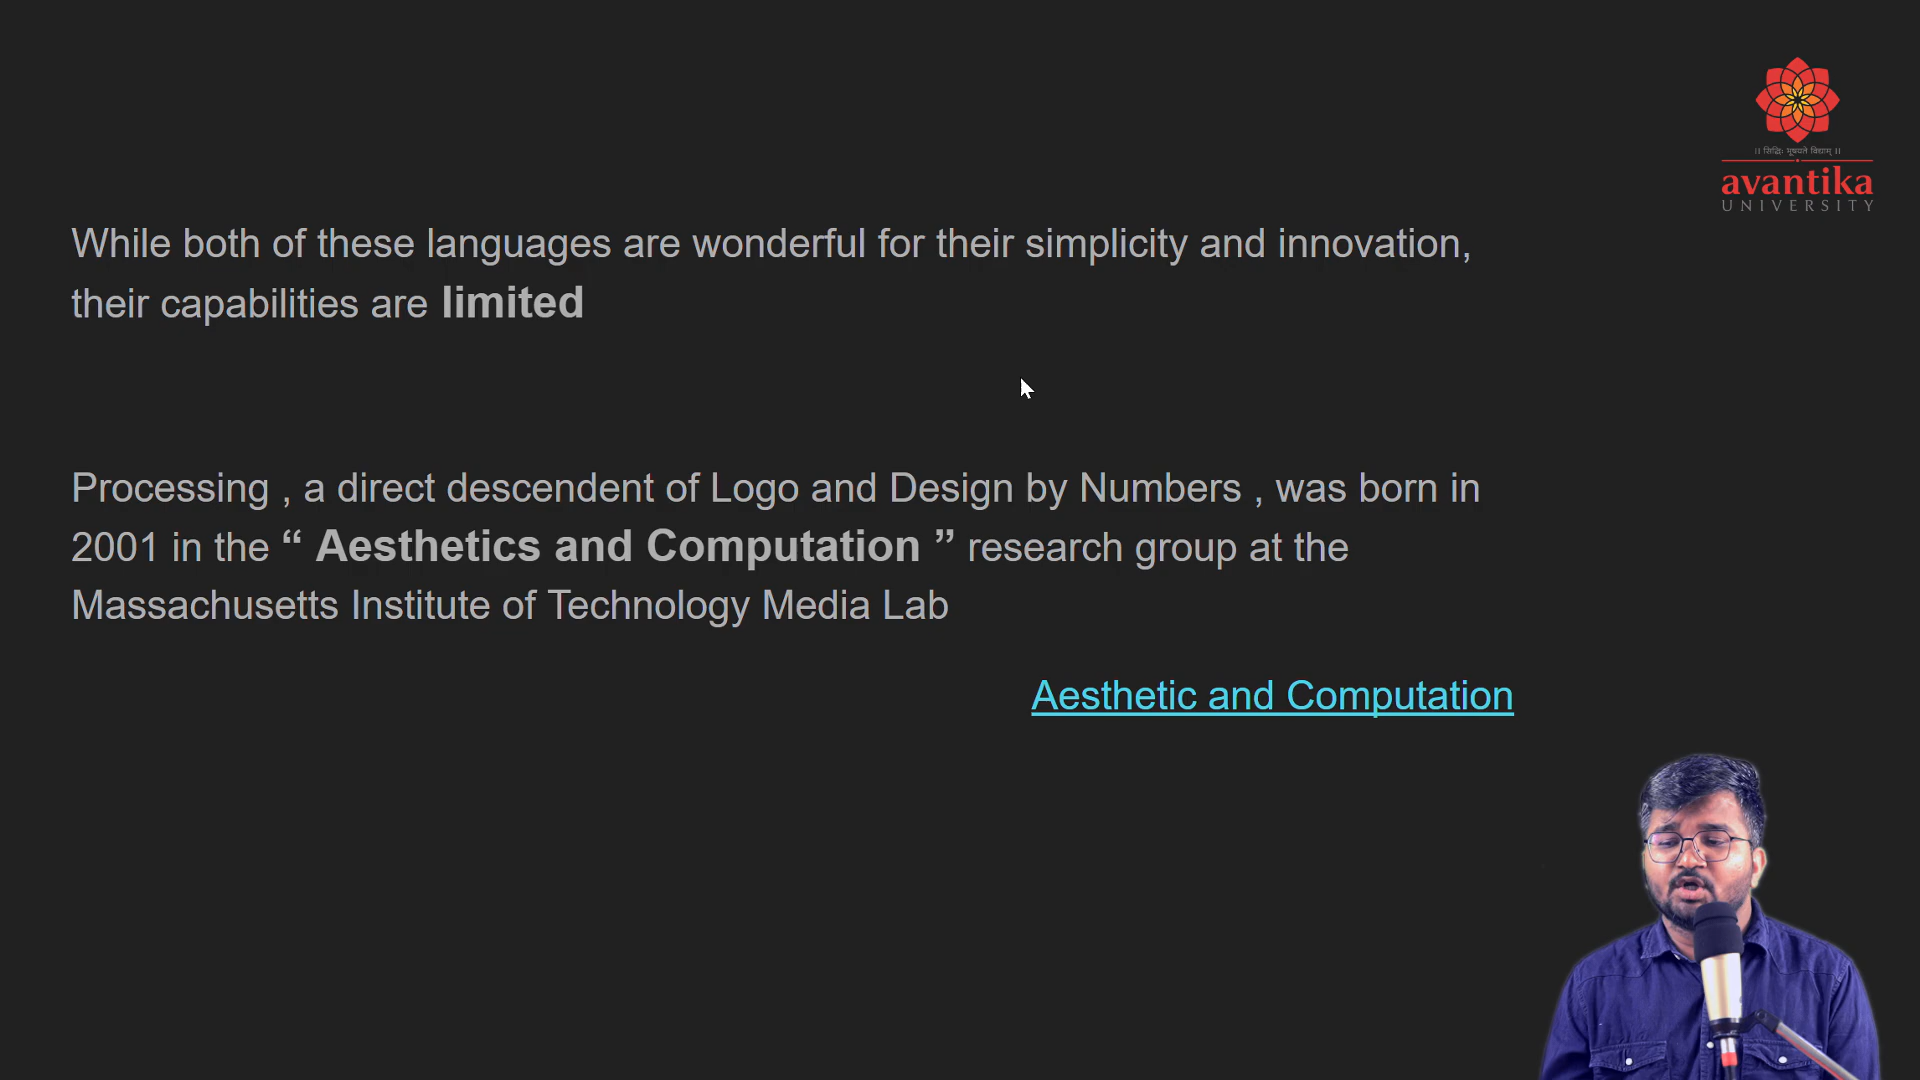 ।। सिद्धिः भूषयते विद्याम् ।।
avantika
UNIVERSITY
While both of these languages are wonderful for their simplicity and innovation,
their capabilities are limited
Processing , a direct descendent of Logo and Design by Numbers , was born in
2001 in the “ Aesthetics and Computation ” research group at the
Massachusetts Institute of Technology Media Lab
Aesthetic and Computation